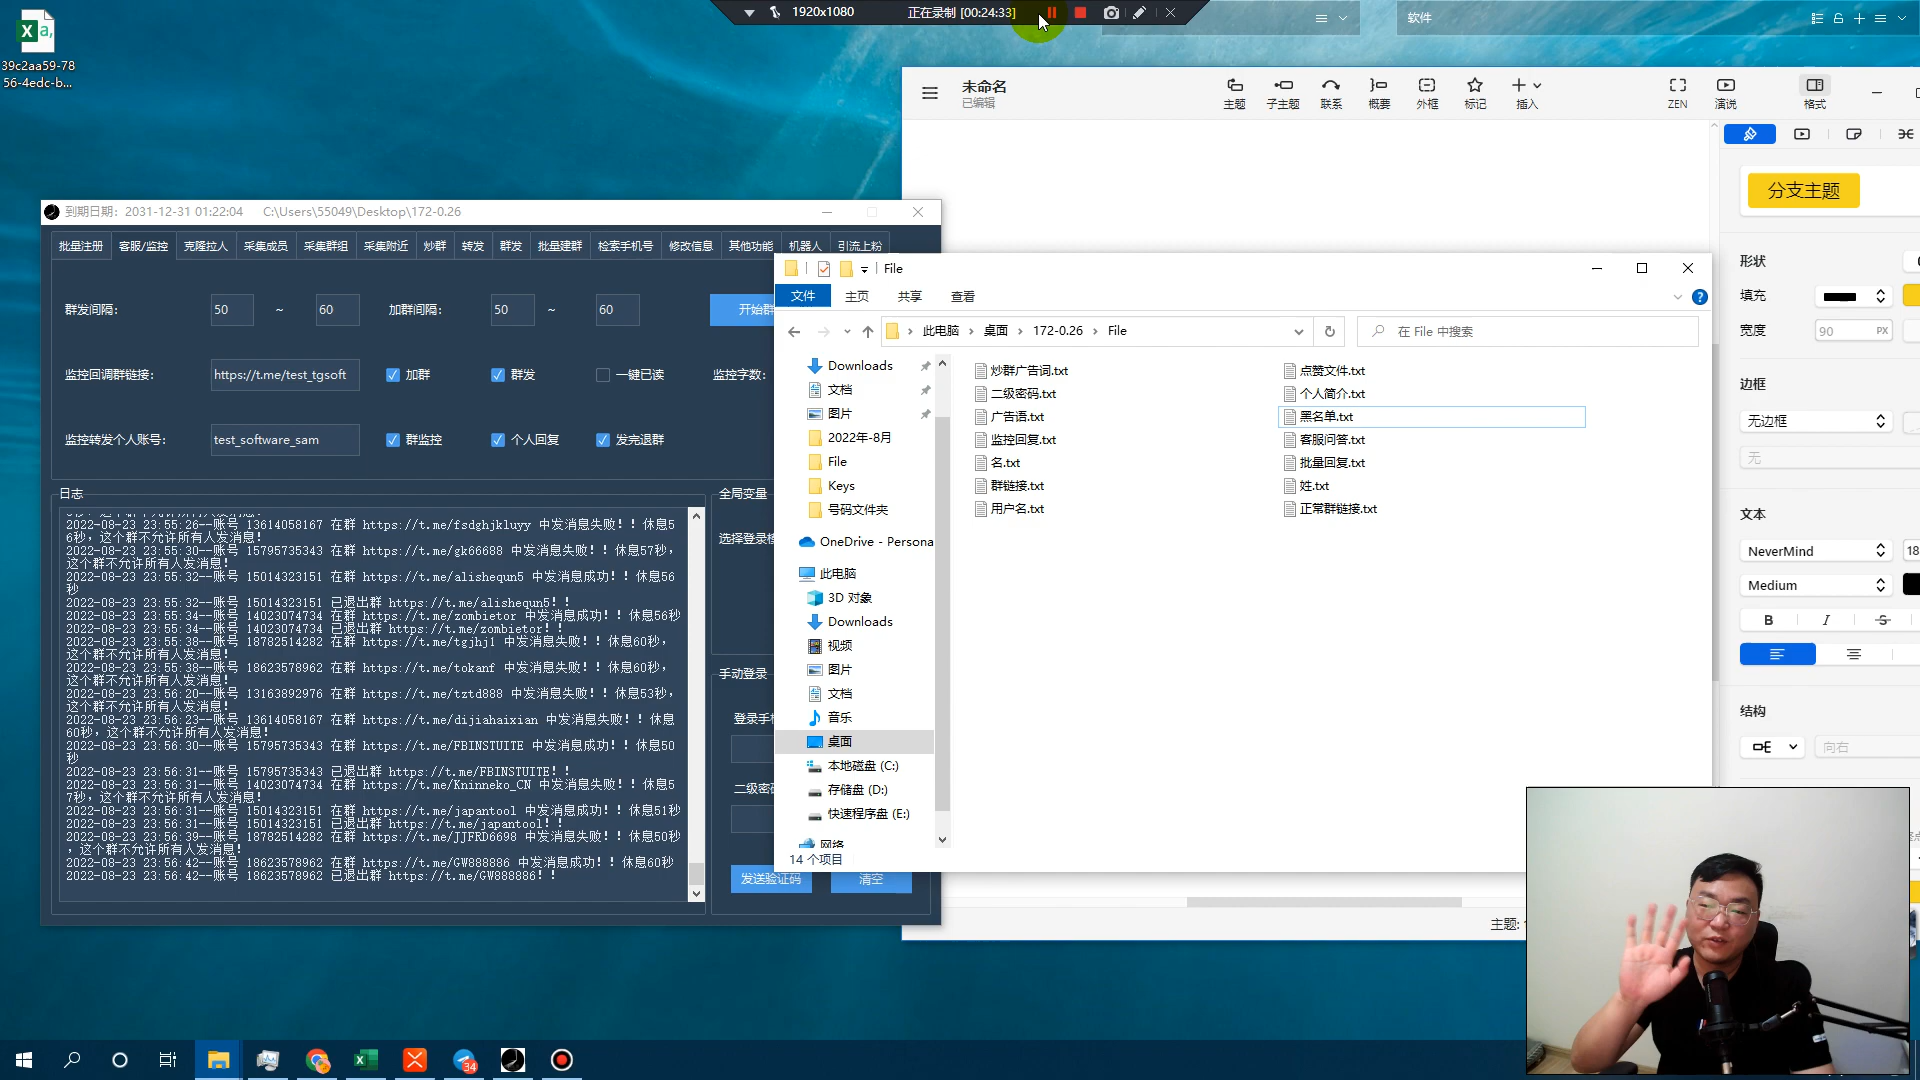 39c2aa59-78
56-4edc-b...
1920x1080
正在录制 [00:24:33]
软件
未命名
已编辑
主题
子主题
联系
概要
外框
标记
插入
ZEN
演说
格式
分支主题
形状
填充
宽度
90
PX
边框
无边框
无
文本
NeverMind
18
Medium
B
I
S
结构
向右
主题:
到期日期: 2031-12-31 01:22:04
C:\Users\55049\Desktop\172-0.26
批量注册
客服/监控
克隆拉人
采集成员
采集群组
采集附近
炒群
转发
群发
批量建群
检索手机号
修改信息
其他功能
机器人
引流上粉
群发间隔:
50
~
60
加群间隔:
50
~
60
监控回调群链接:
https://t.me/test_tgsoft
加群
群发
一键已读
监控字数:
监控转发个人账号:
test_software_sam
群监控
个人回复
发完退群
日志
2022-08-23 23:55:26--账号 13614058167 在群 https://t.me/fsdghjkluyy 中发消息失败!！休息5
6秒，这个群不允许所有人发消息!
2022-08-23 23:55:30--账号 15795735343 在群 https://t.me/gk66688 中发消息失败!！休息57秒，
这个群不允许所有人发消息!
2022-08-23 23:55:32--账号 15014323151 在群 https://t.me/alishequn5 中发消息成功!！休息56
秒
2022-08-23 23:55:32--账号 15014323151 已退出群 https://t.me/alishequn5!！
2022-08-23 23:55:34--账号 14023074734 在群 https://t.me/zombietor 中发消息成功!！休息56秒
2022-08-23 23:55:34--账号 14023074734 已退出群 https://t.me/zombietor!！
2022-08-23 23:55:38--账号 18782514282 在群 https://t.me/tgjhj1 中发消息失败!！休息60秒，
这个群不允许所有人发消息!
2022-08-23 23:55:38--账号 18623578962 在群 https://t.me/tokanf 中发消息失败!！休息60秒，
这个群不允许所有人发消息!
2022-08-23 23:56:20--账号 13163892976 在群 https://t.me/tztd888 中发消息失败!！休息53秒，
这个群不允许所有人发消息!
2022-08-23 23:56:23--账号 13614058167 在群 https://t.me/dijiahaixian 中发消息失败!！休息
60秒，这个群不允许所有人发消息!
2022-08-23 23:56:30--账号 15795735343 在群 https://t.me/FBINSTUITE 中发消息成功!！休息50
秒
2022-08-23 23:56:31--账号 15795735343 已退出群 https://t.me/FBINSTUITE!！
2022-08-23 23:56:31--账号 14023074734 在群 https://t.me/Kninneko_CN 中发消息失败!！休息5
7秒，这个群不允许所有人发消息!
2022-08-23 23:56:31--账号 15014323151 在群 https://t.me/japantool 中发消息成功!！休息51秒
2022-08-23 23:56:31--账号 15014323151 已退出群 https://t.me/japantool!！
2022-08-23 23:56:39--账号 18782514282 在群 https://t.me/JJFRD6698 中发消息失败!！休息50秒
，这个群不允许所有人发消息!
2022-08-23 23:56:42--账号 18623578962 在群 https://t.me/GW888886 中发消息成功!！休息60秒
2022-08-23 23:56:42--账号 18623578962 已退出群 https://t.me/GW888886!！
全局变量
手动登录
发送验证码
清空
File
文件
主页
共享
查看
此电脑 › 桌面 › 172-0.26 › File
在 File 中搜索
Downloads
文档
图片
2022年-8月
File
Keys
号码文件夹
OneDrive - Persona
此电脑
3D 对象
Downloads
视频
图片
文档
音乐
桌面
本地磁盘 (C:)
存储盘 (D:)
快速程序盘 (E:)
网络
炒群广告词.txt
二级密码.txt
广告语.txt
监控回复.txt
名.txt
群链接.txt
用户名.txt
点赞文件.txt
个人简介.txt
黑名单.txt
客服问答.txt
批量回复.txt
姓.txt
正常群链接.txt
14 个项目
34